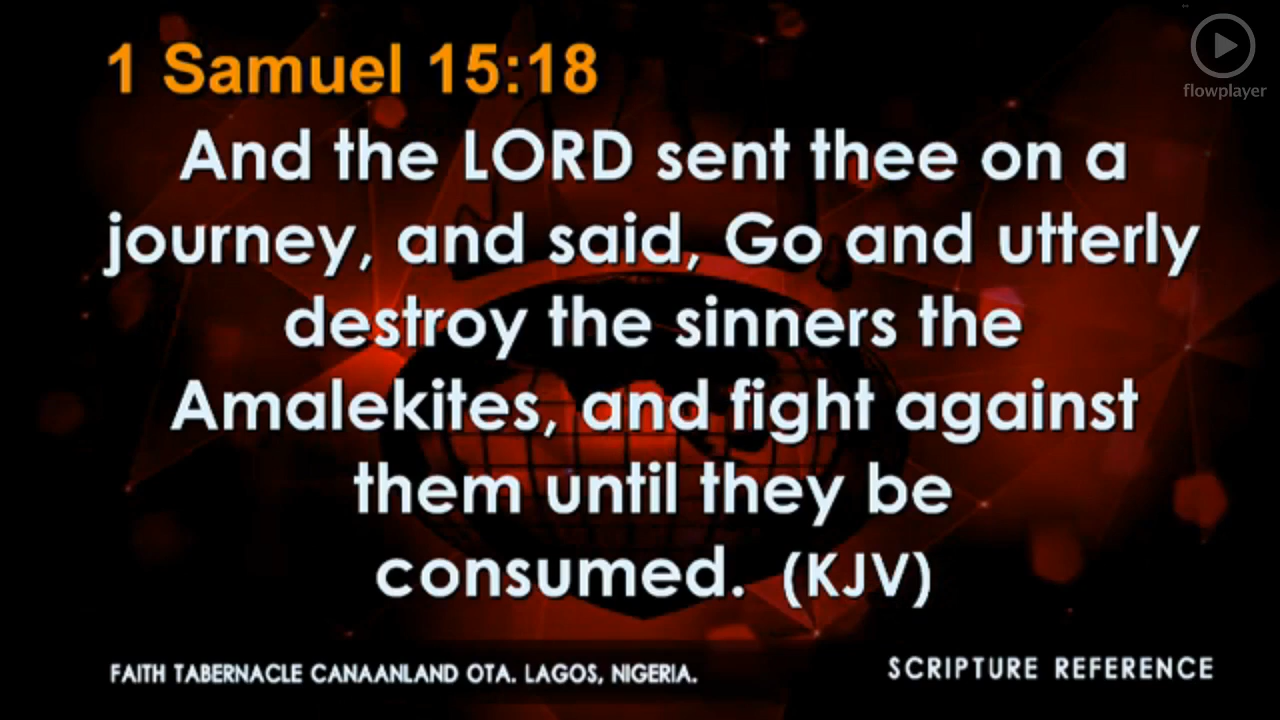 flowplayer
1 Samuel 15:18
And the LORD sent thee on a
journey, and said, Go and utterly
destroy the sinners the
Amalekites, and fight against
them until they be
consumed. (KJV)
FAITH TABERNACLE CANAANLAND OTA. LAGOS, NIGERIA.
SCRIPTURE REFERENCE